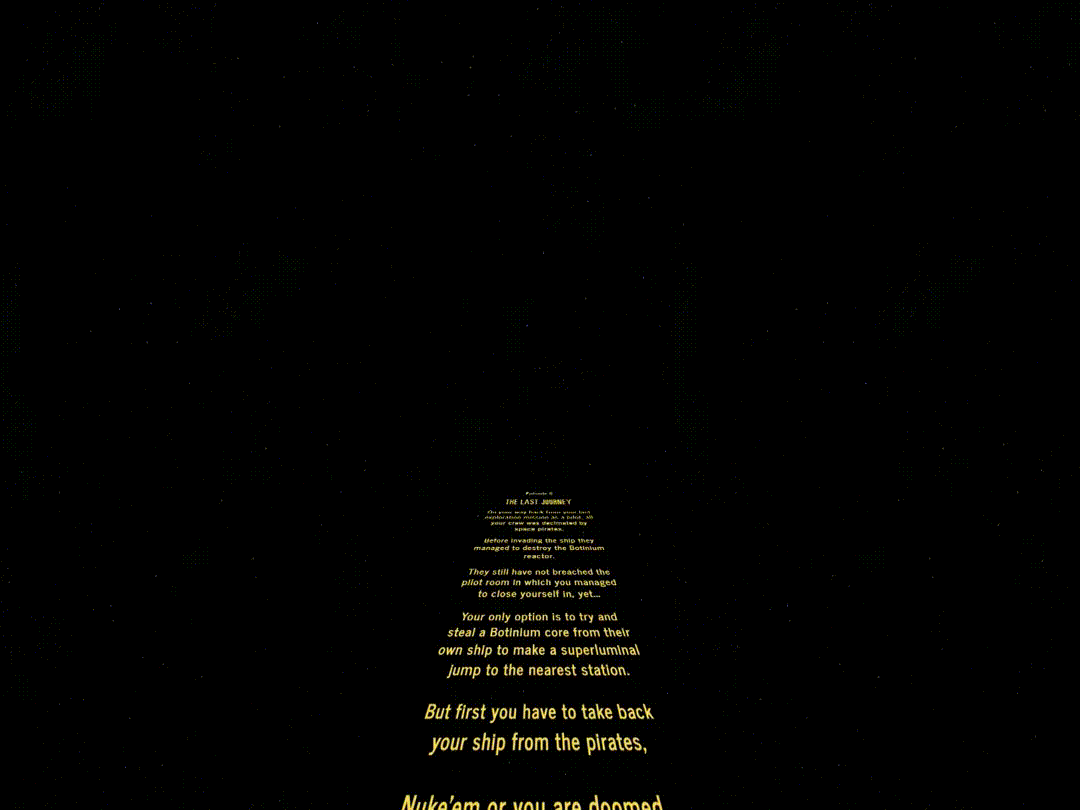 Episode II
THE LAST JOURNEY
On your way back from your last
exploration mission as a pilot, all
your crew was decimated by
space pirates.
Before invading the ship they
managed to destroy the Botinium
reactor.
They still have not breached the
pilot room in which you managed
to close yourself in, yet...
Your only option is to try and
steal a Botinium core from their
own ship to make a superluminal
jump to the nearest station.
But first you have to take back
your ship from the pirates,
Nuke'em or you are doomed